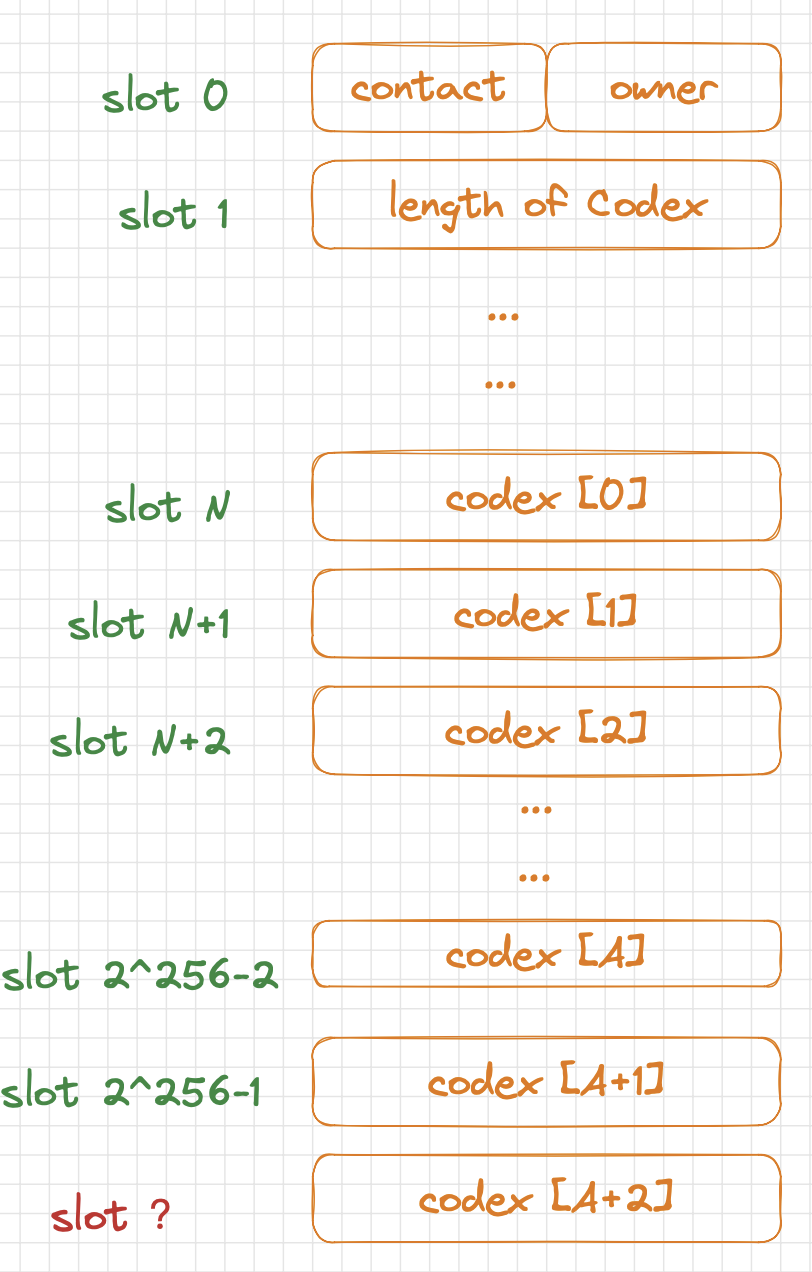 slot 0 contact owner
slot 1 length of Codex
...
...
slot N codex [0]
slot N+1 codex [1]
slot N+2 codex [2]
...
...
slot 2^256-2 codex [A]
slot 2^256-1 codex [A+1]
slot ? codex [A+2]